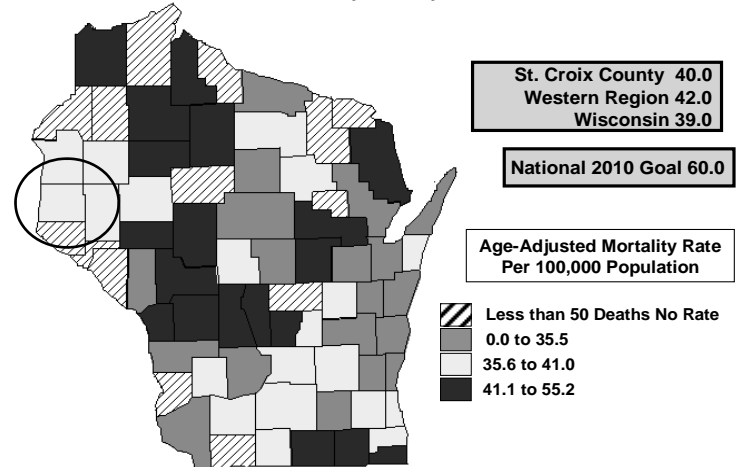 St. Croix County 40.0
Western Region 42.0
Wisconsin 39.0
National 2010 Goal 60.0
Age-Adjusted Mortality Rate
Per 100,000 Population
Less than 50 Deaths No Rate
0.0 to 35.5
35.6 to 41.0
41.1 to 55.2